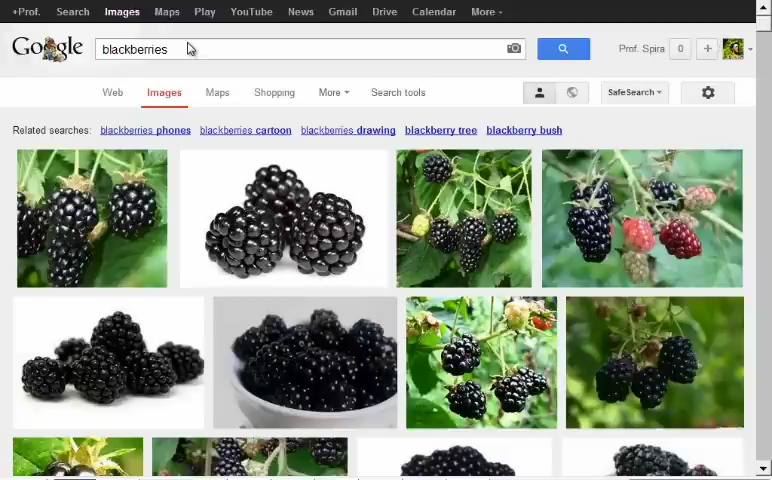 +Prof. Search Images Maps Play YouTube News Gmail Drive Calendar More
Google blackberries Prof. Spira 0 +
Web Images Maps Shopping More Search tools SafeSearch
Related searches: blackberries phones blackberries cartoon blackberries drawing blackberry tree blackberry bush